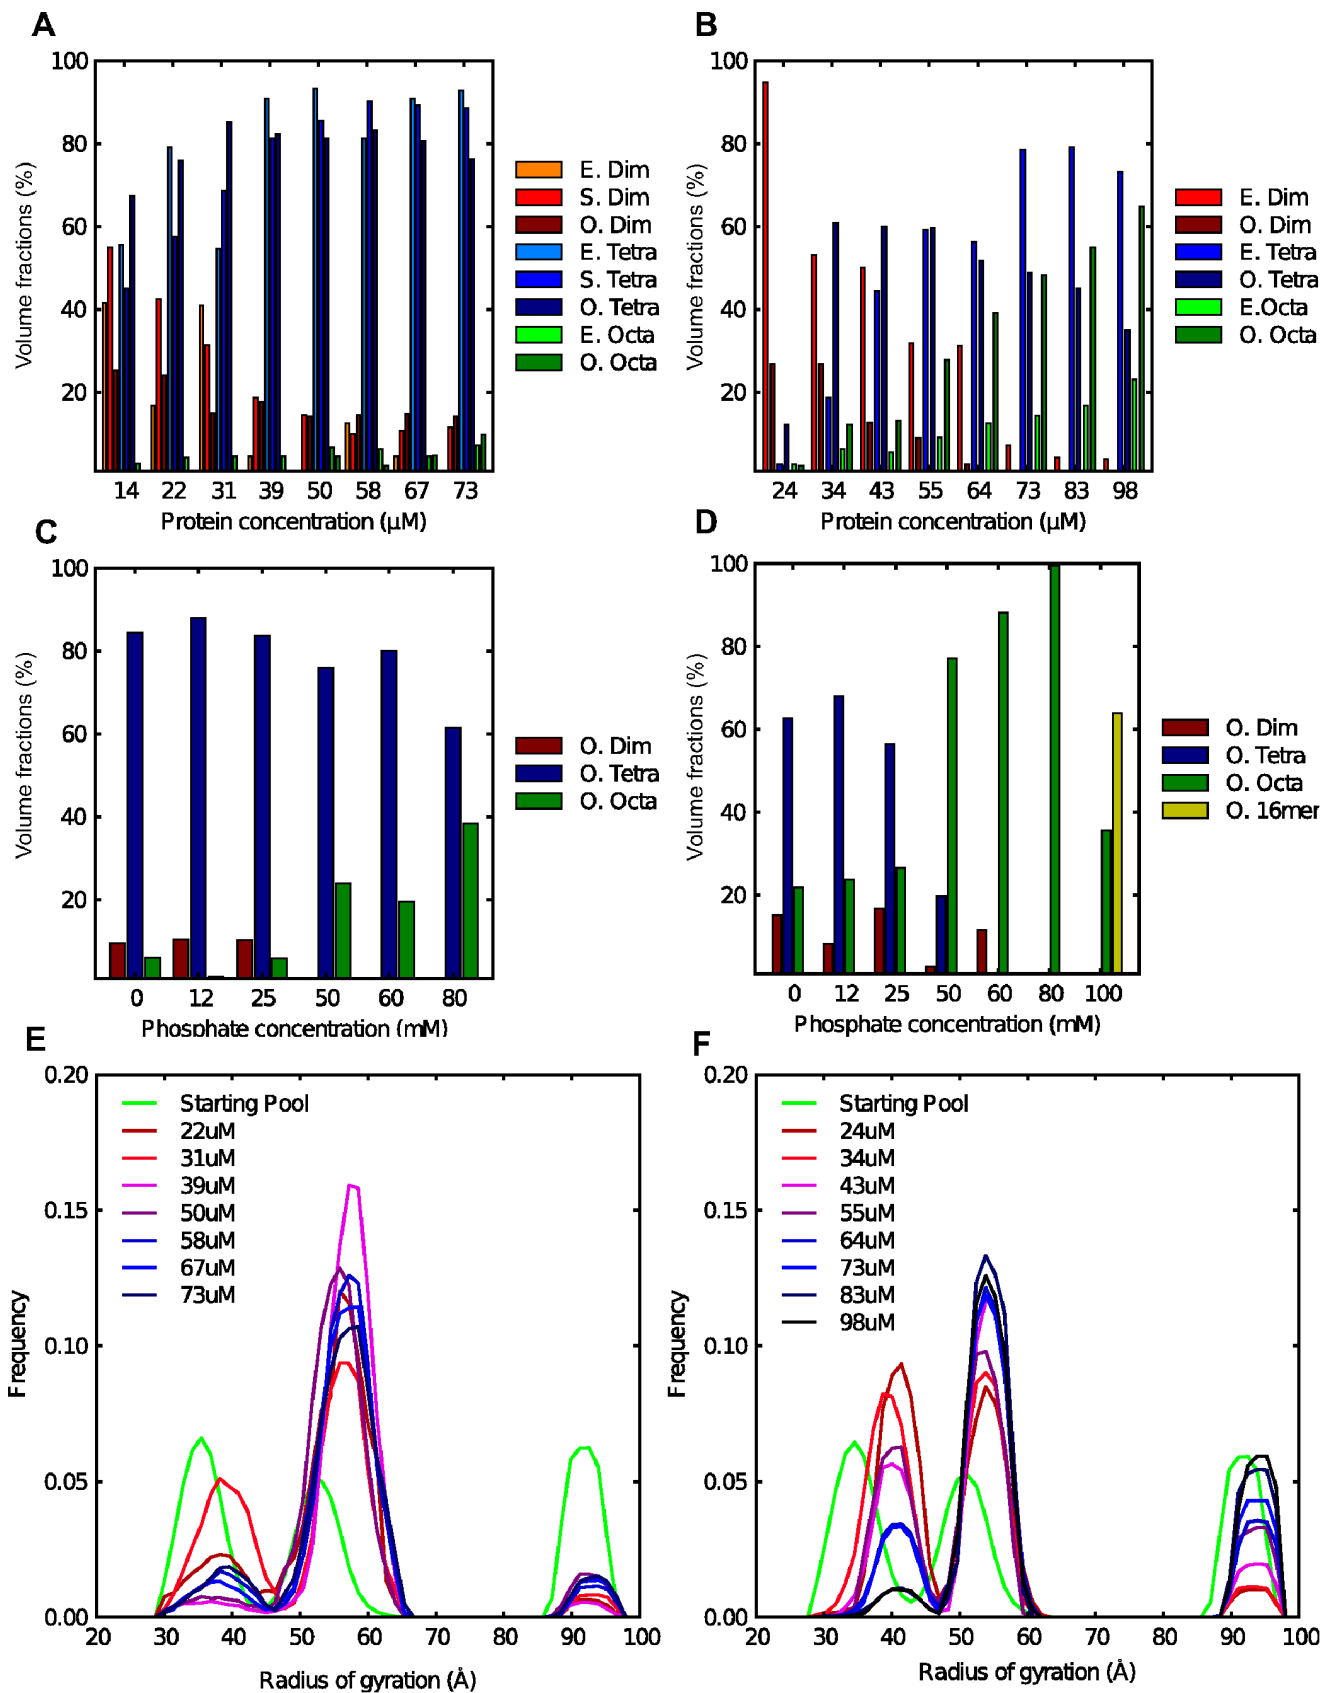 A
100
80
60
40
20
Volume fractions (%)
14 22 31 39 50 58 67 73
Protein concentration (µM)
E. Dim
S. Dim
O. Dim
E. Tetra
S. Tetra
O. Tetra
E. Octa
O. Octa
B
100
80
60
40
20
Volume fractions (%)
24 34 43 55 64 73 83 98
Protein concentration (µM)
E. Dim
O. Dim
E. Tetra
O. Tetra
E.Octa
O. Octa
C
100
80
60
40
20
Volume fractions (%)
0 12 25 50 60 80
Phosphate concentration (mM)
O. Dim
O. Tetra
O. Octa
D
100
80
60
40
20
Volume fractions (%)
0 12 25 50 60 80 100
Phosphate concentration (mM)
O. Dim
O. Tetra
O. Octa
O. 16mer
E
0.20
0.15
0.10
0.05
0.00
Frequency
Starting Pool
22uM
31uM
39uM
50uM
58uM
67uM
73uM
20 30 40 50 60 70 80 90 100
Radius of gyration (Å)
F
0.20
0.15
0.10
0.05
0.00
Frequency
Starting Pool
24uM
34uM
43uM
55uM
64uM
73uM
83uM
98uM
20 30 40 50 60 70 80 90 100
Radius of gyration (Å)